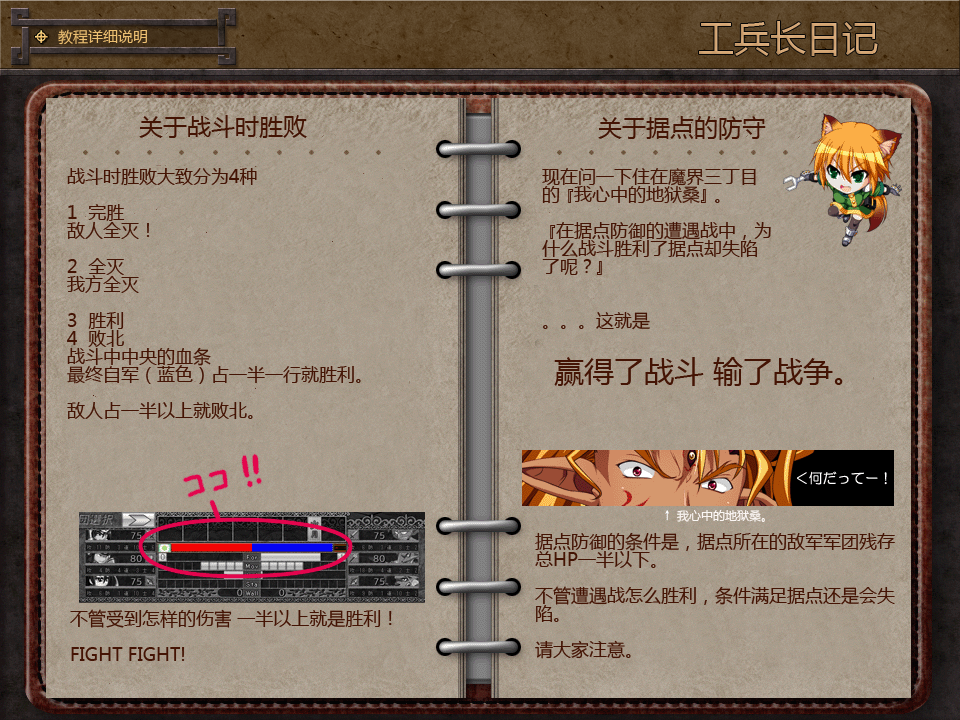 教程详细说明
工兵长日记
关于战斗时胜败
战斗时胜败大致分为4种
1 完胜
敌人全灭！
2 全灭
我方全灭
3 胜利
4 败北
战斗中中央的血条
最终自军（蓝色）占一半一行就胜利。
敌人占一半以上就败北。
ココ!!
75
80
75
75
80
75
不管受到怎样的伤害 一半以上就是胜利！
FIGHT FIGHT!
关于据点的防守
现在问一下住在魔界三丁目
的『我心中的地狱桑』。
『在据点防御的遭遇战中，为
什么战斗胜利了据点却失陷
了呢？』
。。。这就是
赢得了战斗 输了战争。
＜何だってー！
↑ 我心中的地獄桑。
据点防御的条件是，据点所在的敌军军团残存
总HP一半以下。
不管遭遇战怎么胜利，条件满足据点还是会失
陷。
请大家注意。